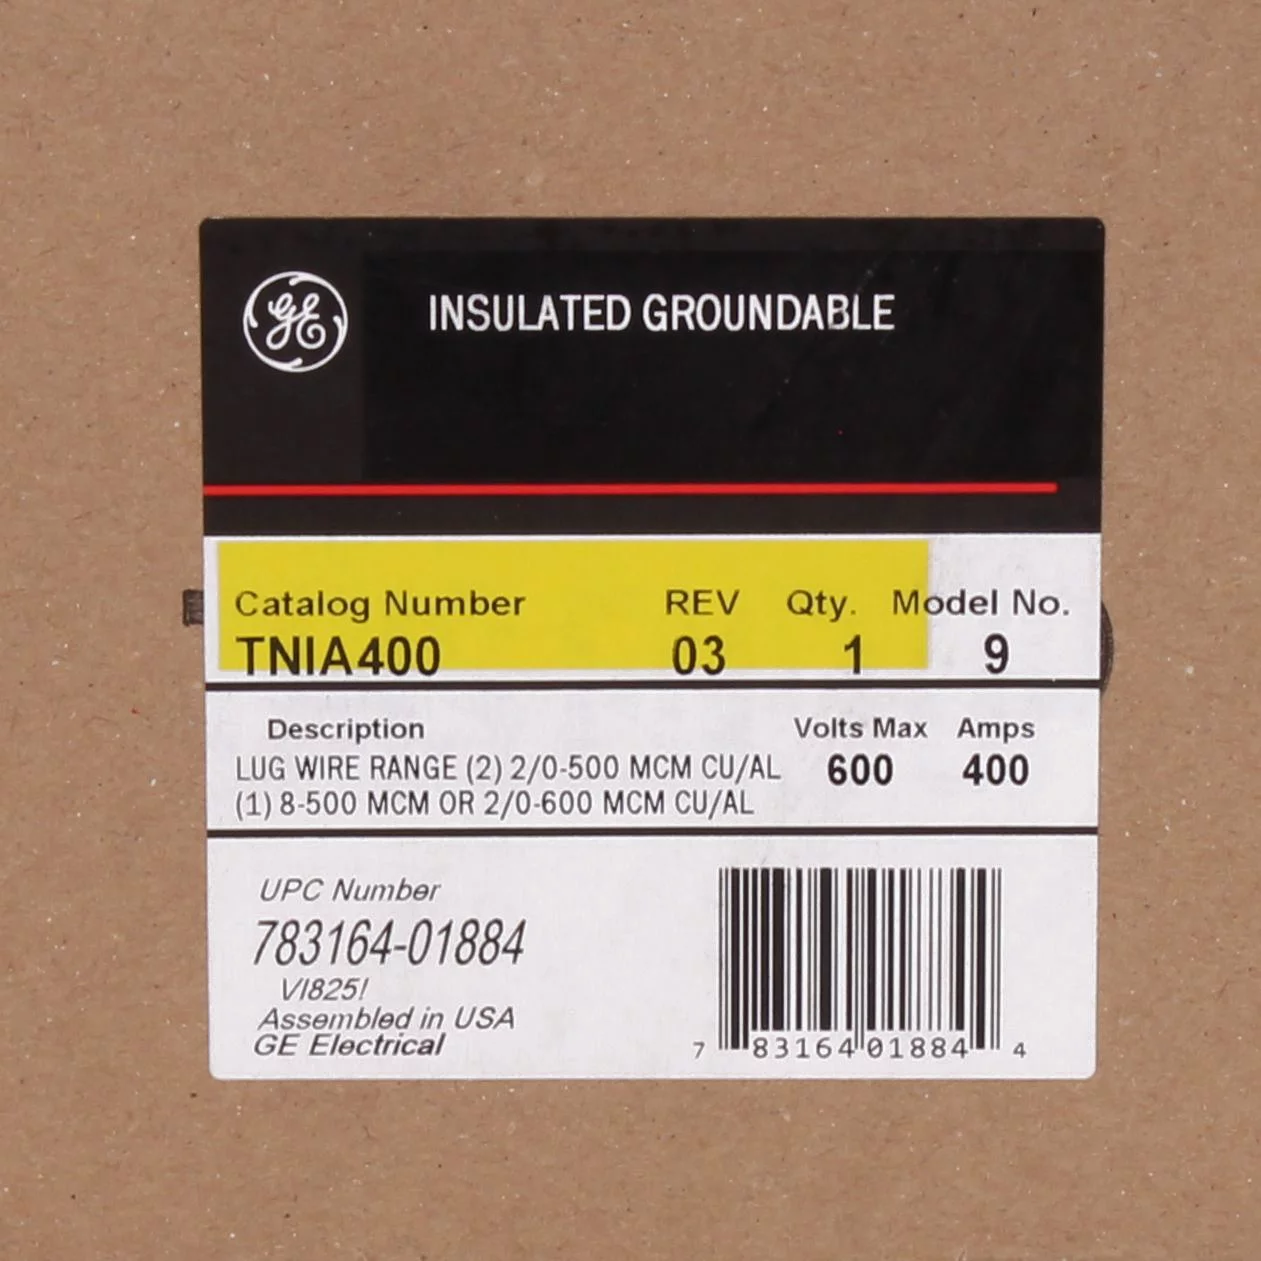 GE
INSULATED GROUNDABLE
Catalog Number REV Qty. Model No.
TNIA400 03 1 9
Description Volts Max Amps
LUG WIRE RANGE (2) 2/0-500 MCM CU/AL 600 400
(1) 8-500 MCM OR 2/0-600 MCM CU/AL
UPC Number
783164-01884
VI825!
Assembled in USA
GE Electrical
7 83164 01884 4